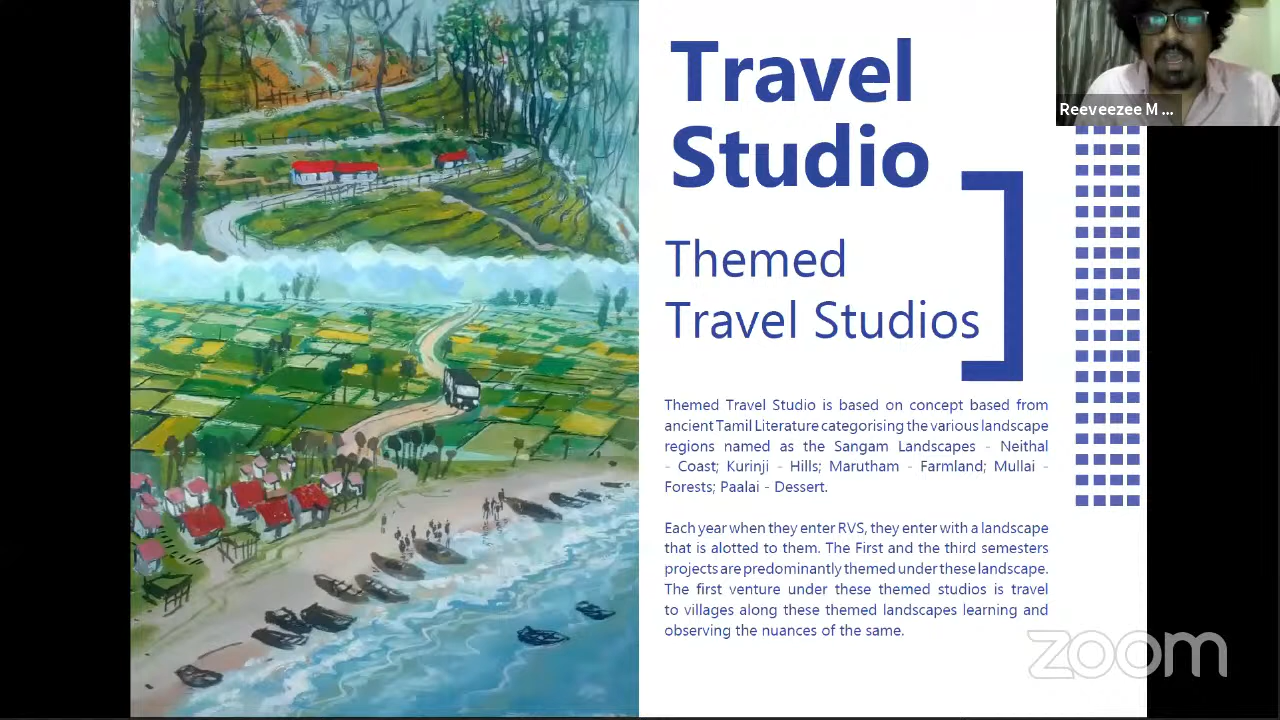 Travel
Studio
Reeveezee M ...
Themed
Travel Studios
Themed Travel Studio is based on concept based from
ancient Tamil Literature categorising the various landscape
regions named as the Sangam Landscapes - Neithal
- Coast; Kurinji - Hills; Marutham - Farmland; Mullai -
Forests; Paalai - Dessert.
Each year when they enter RVS, they enter with a landscape
that is alotted to them. The First and the third semesters
projects are predominantly themed under these landscape.
The first venture under these themed studios is travel
to villages along these themed landscapes learning and
observing the nuances of the same.
zoom